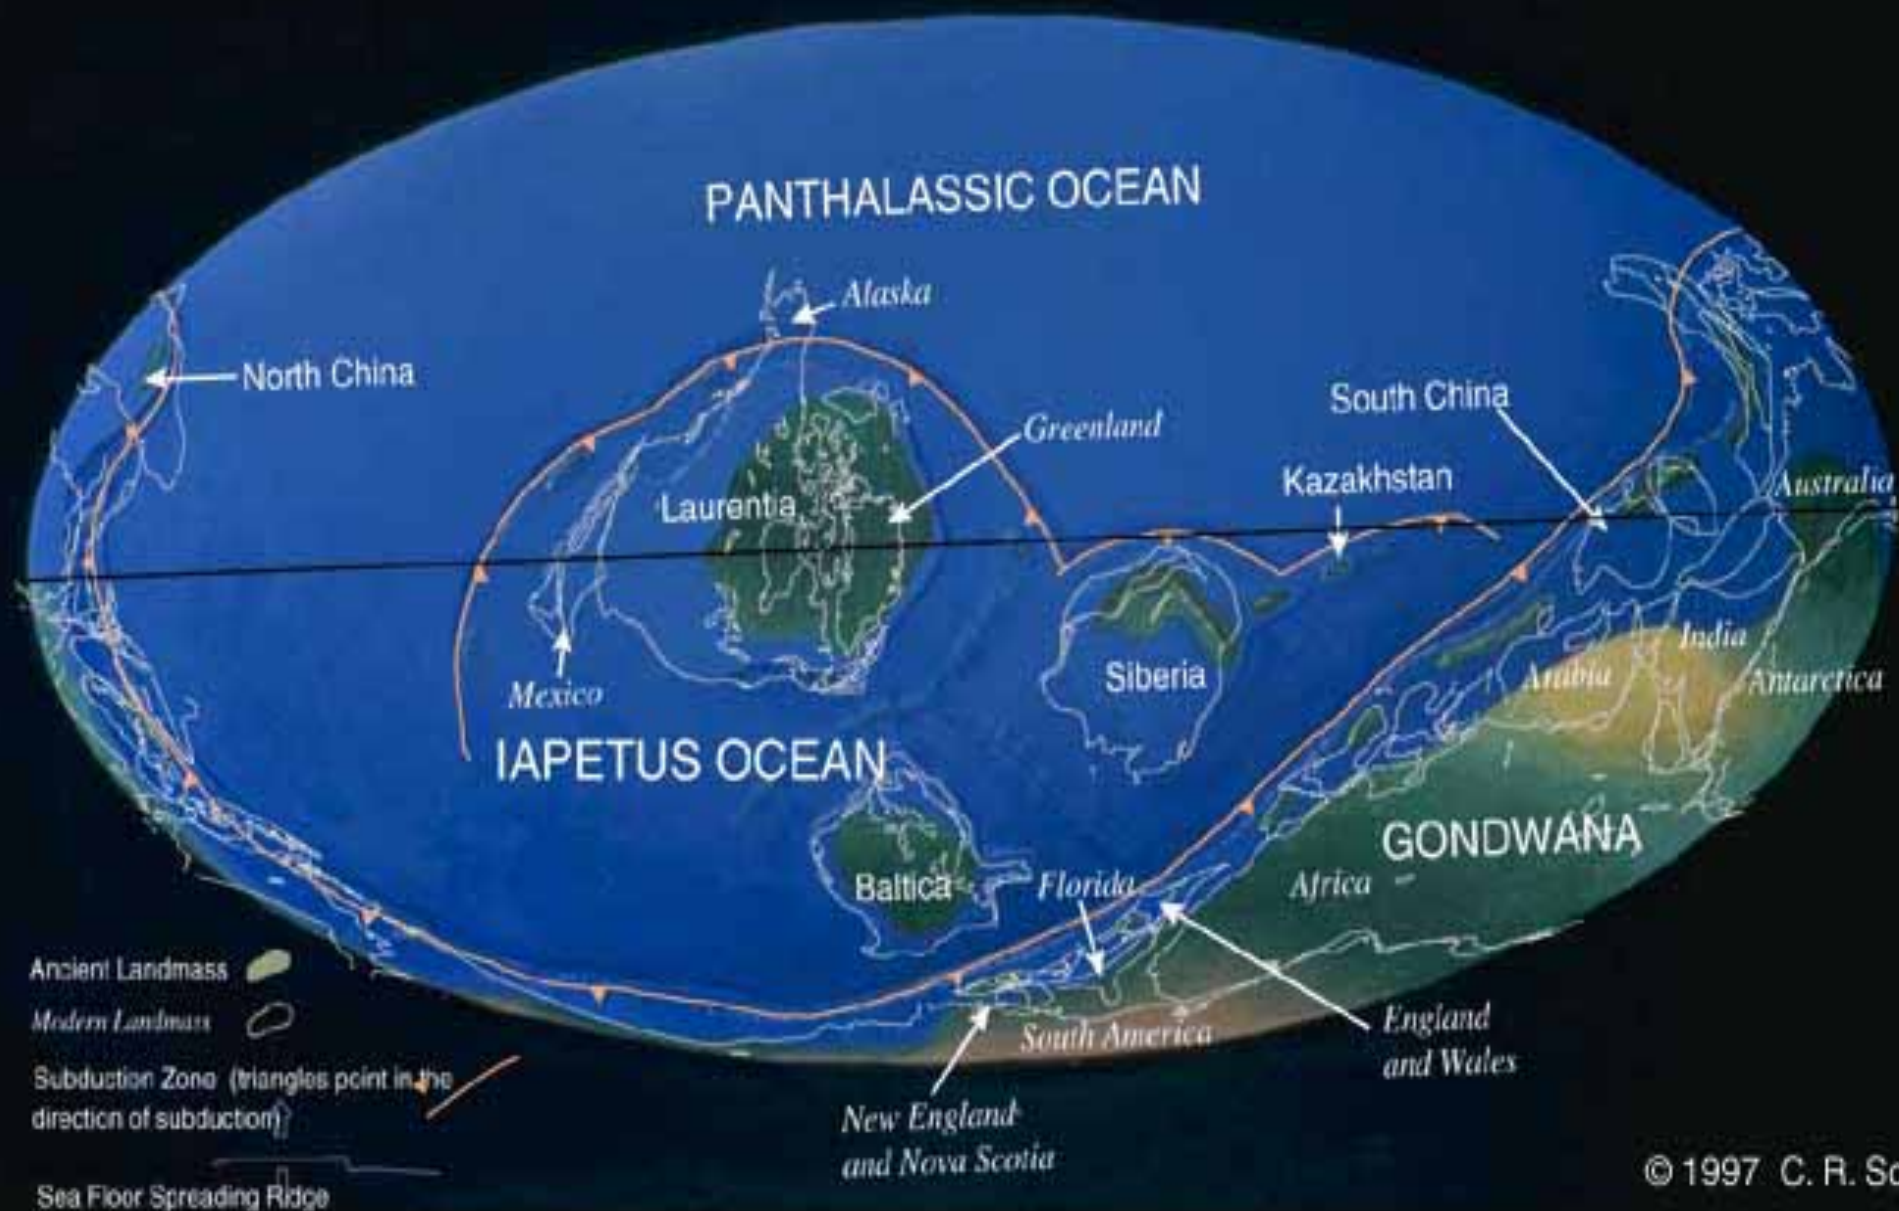 PANTHALASSIC OCEAN
Alaska
North China
South China
Greenland
Kazakhstan
Laurentia
Australia
India
Siberia
Arabia
Antarctica
Mexico
IAPETUS OCEAN
GONDWANA
Baltica
Florida
Africa
Ancient Landmass
Modern Landmass
England
and Wales
South America
Subduction Zone (triangles point in the
direction of subduction)
New England
and Nova Scotia
© 1997 C. R.
Sea Floor Spreading Ridge